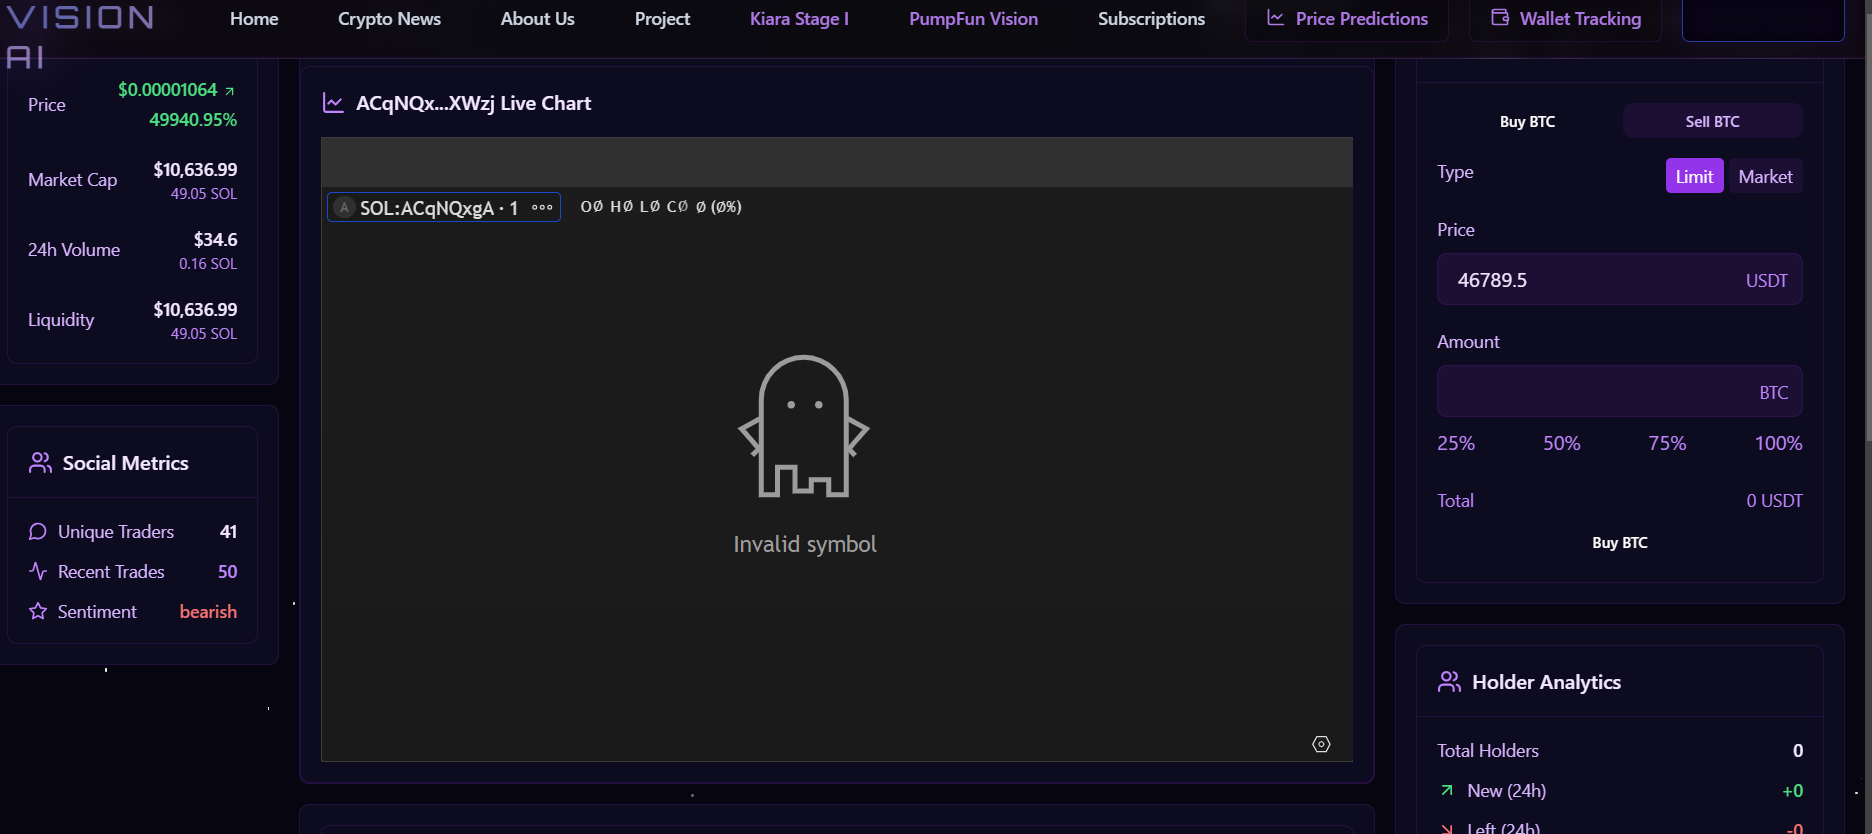 VISION
AI
Home
Crypto News
About Us
Project
Kiara Stage I
PumpFun Vision
Subscriptions
Price Predictions
Wallet Tracking
Price
$0.00001064
49940.95%
Market Cap
$10,636.99
49.05 SOL
24h Volume
$34.6
0.16 SOL
Liquidity
$10,636.99
49.05 SOL
Social Metrics
Unique Traders 41
Recent Trades 50
Sentiment bearish
ACqNQx...XWzj Live Chart
A SOL:ACqNQxgA · 1
OØ HØ LØ CØ Ø (Ø%)
Invalid symbol
Buy BTC
Sell BTC
Type
Limit
Market
Price
46789.5 USDT
Amount
BTC
25% 50% 75% 100%
Total 0 USDT
Buy BTC
Holder Analytics
Total Holders 0
New (24h) +0
Left (24h) -0